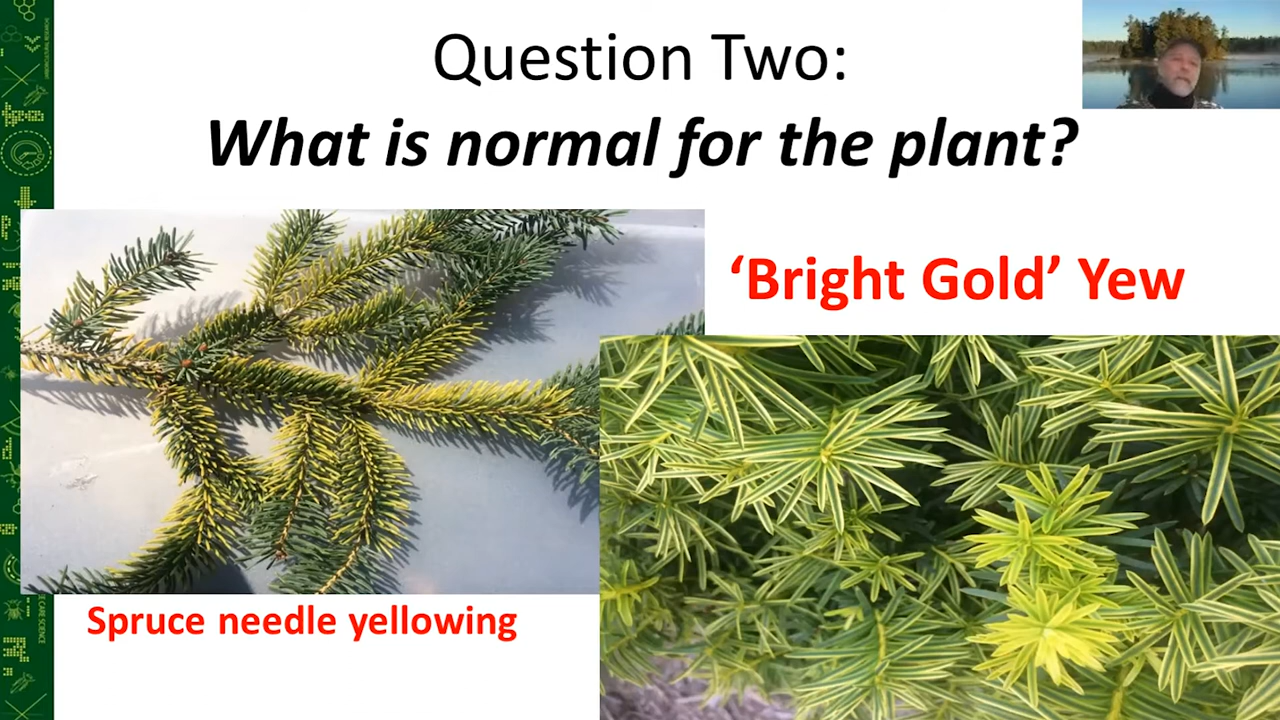 Question Two:
What is normal for the plant?
‘Bright Gold’ Yew
Spruce needle yellowing